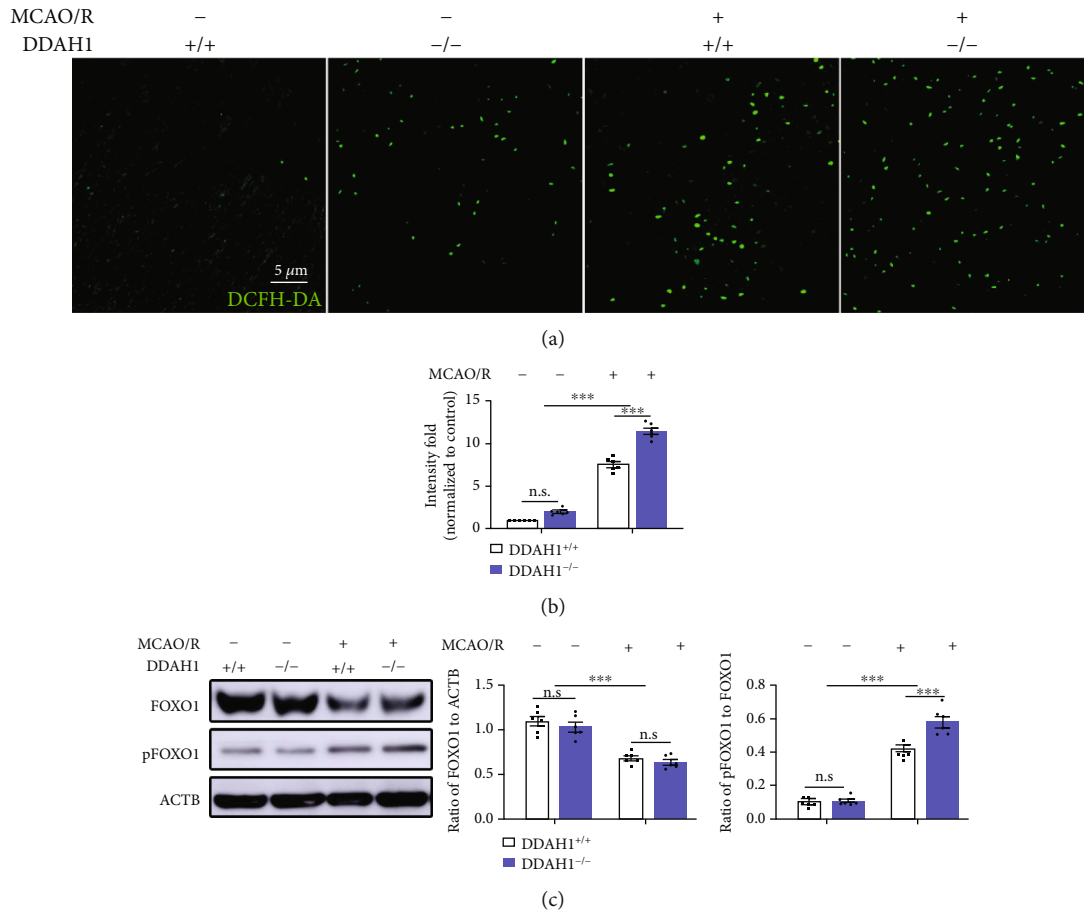 MCAO/R − − + +
DDAH1 +/+ −/− +/+ −/−
5 μm
DCFH-DA
(a)
MCAO/R − − + +
Intensity fold
(normalized to control)
15
10
5
0
***
***
n.s.
DDAH1+/+
DDAH1−/−
(b)
MCAO/R − − + +
DDAH1 +/+ −/− +/+ −/−
FOXO1
pFOXO1
ACTB
MCAO/R − − + +
Ratio of FOXO1 to ACTB
1.5
1.0
0.5
0.0
***
n.s
n.s
DDAH1+/+
DDAH1−/−
− − + +
Ratio of pFOXO1 to FOXO1
0.8
0.6
0.4
0.2
0.0
***
***
n.s
(c)